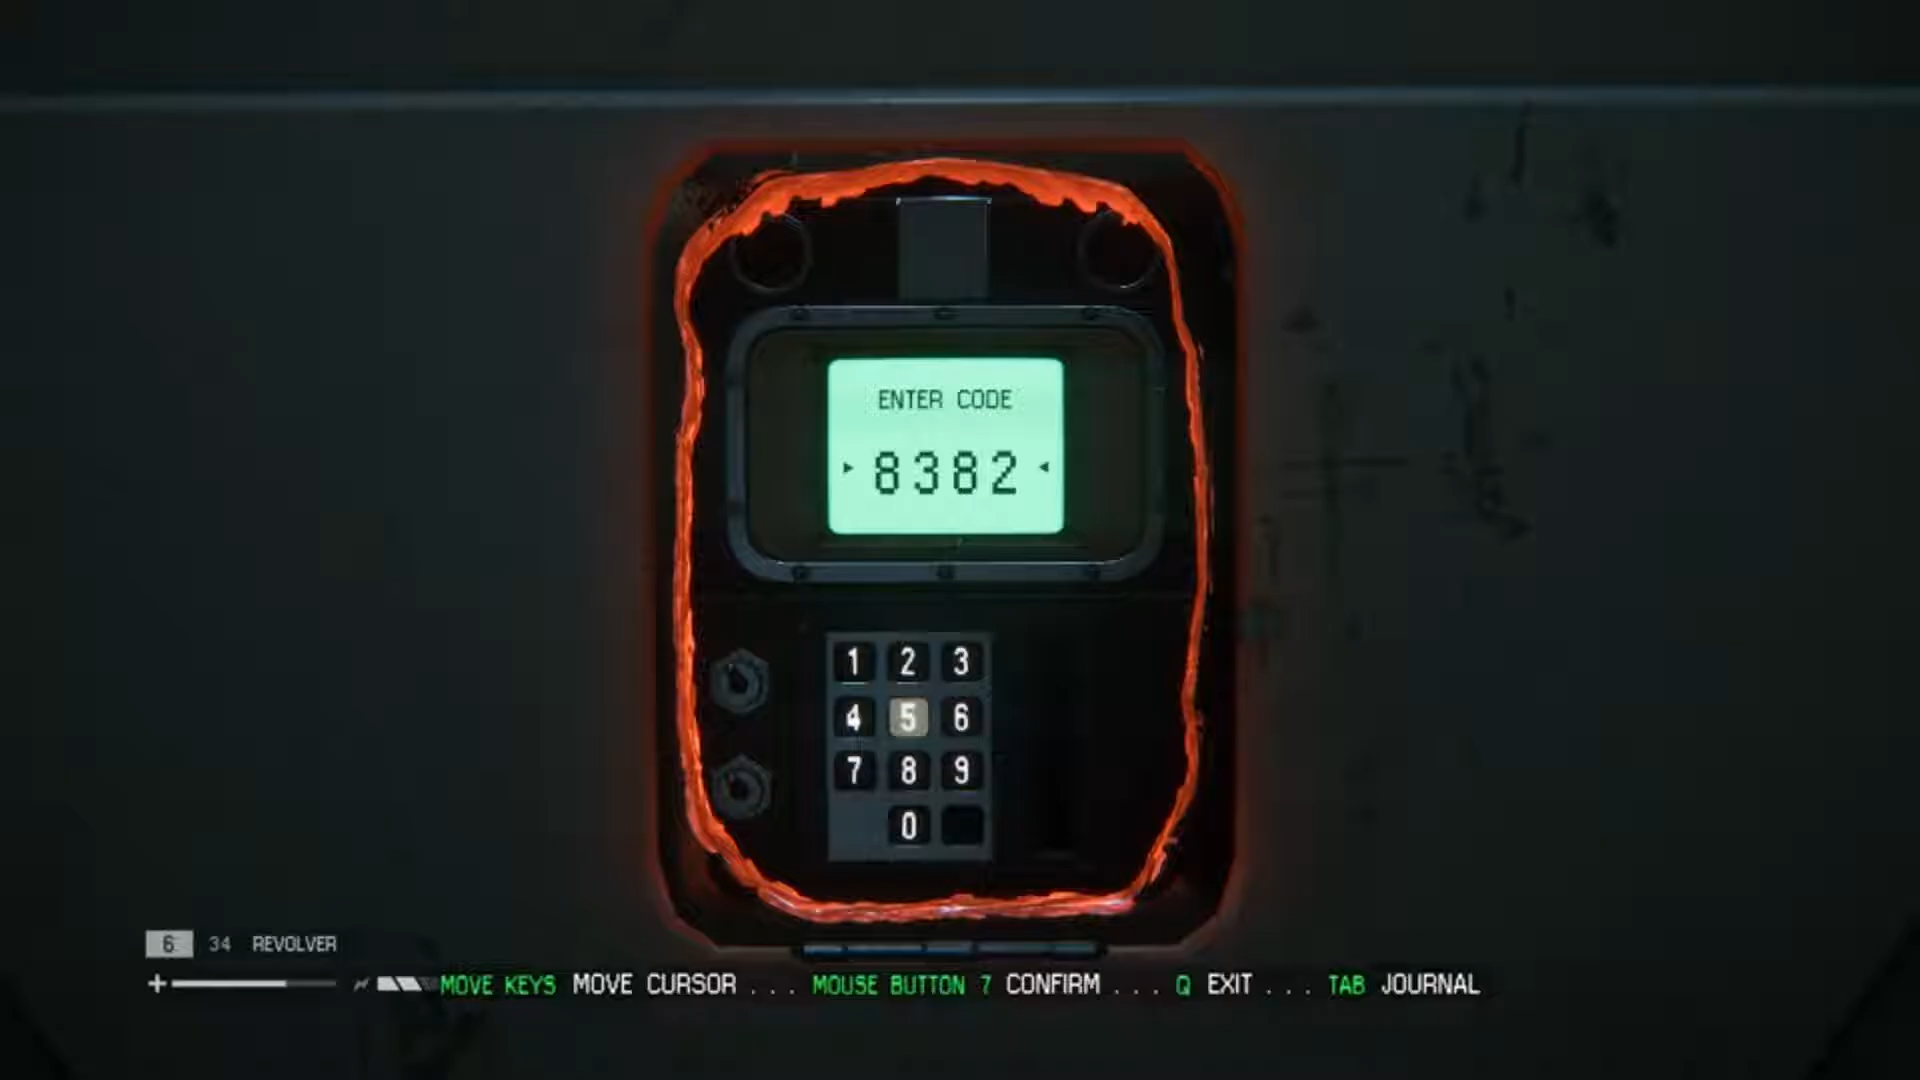 ENTER CODE
8382
1 2 3
4 5 6
7 8 9
0
6 34 REVOLVER
MOVE KEYS MOVE CURSOR ... MOUSE BUTTON 7 CONFIRM ... Q EXIT ... TAB JOURNAL